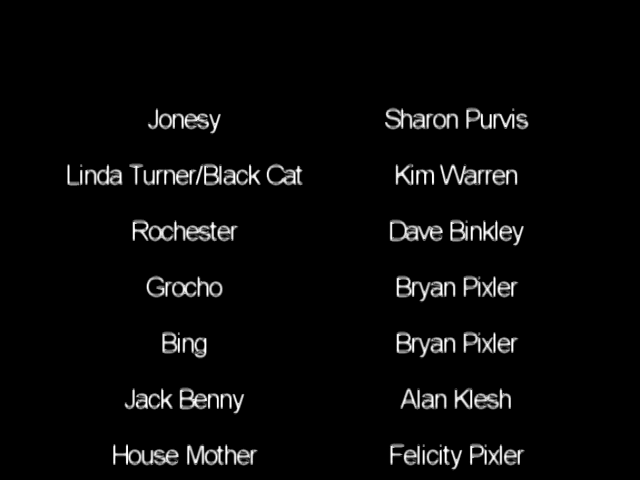 Jonesy Sharon Purvis
Linda Turner/Black Cat Kim Warren
Rochester Dave Binkley
Grocho Bryan Pixler
Bing Bryan Pixler
Jack Benny Alan Klesh
House Mother Felicity Pixler